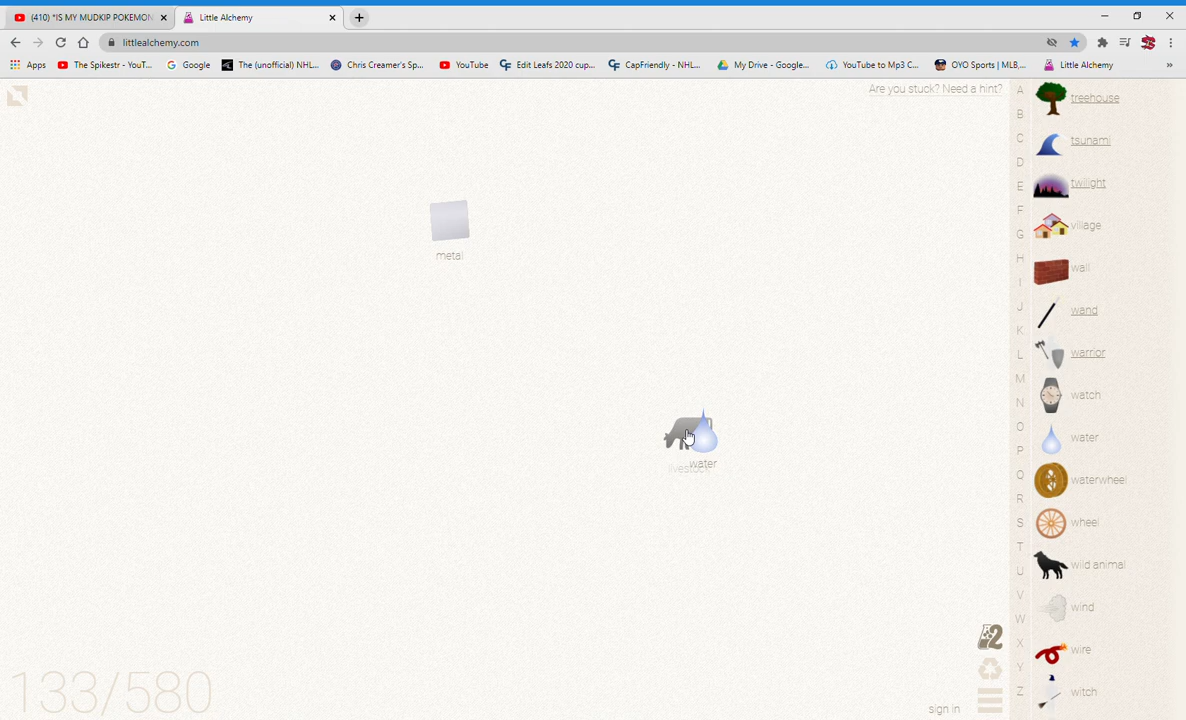 (410) *IS MY MUDKIP POKEMON
Little Alchemy
littlealchemy.com
Apps
The Spikestr - YouT...
Google
The (unofficial) NHL...
Chris Creamer's Sp...
YouTube
Edit Leafs 2020 cup...
CapFriendly - NHL...
My Drive - Google...
YouTube to Mp3 C...
OYO Sports | MLB,...
Little Alchemy
»
Are you stuck? Need a hint?
metal
livestock
water
133/580
2
sign in
A
B
C
D
E
F
G
H
I
J
K
L
M
N
O
P
Q
R
S
T
U
V
W
X
Y
Z
treehouse
tsunami
twilight
village
wall
wand
warrior
watch
water
waterwheel
wheel
wild animal
wind
wire
witch